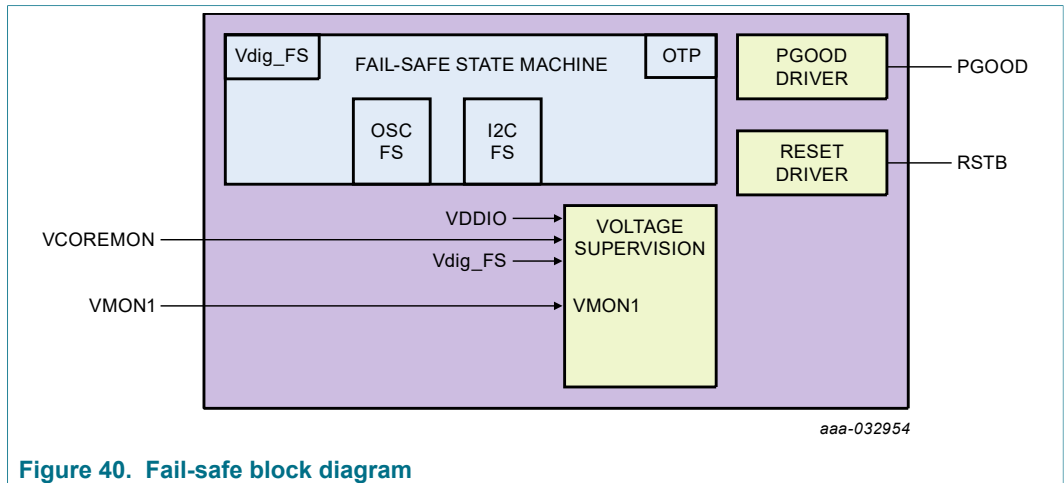 Vdig_FS
FAIL-SAFE STATE MACHINE
OTP
OSC
FS
I2C
FS
PGOOD
DRIVER
PGOOD
RESET
DRIVER
RSTB
VDDIO
VCOREMON
Vdig_FS
VOLTAGE
SUPERVISION
VMON1
VMON1
aaa-032954
Figure 40. Fail-safe block diagram